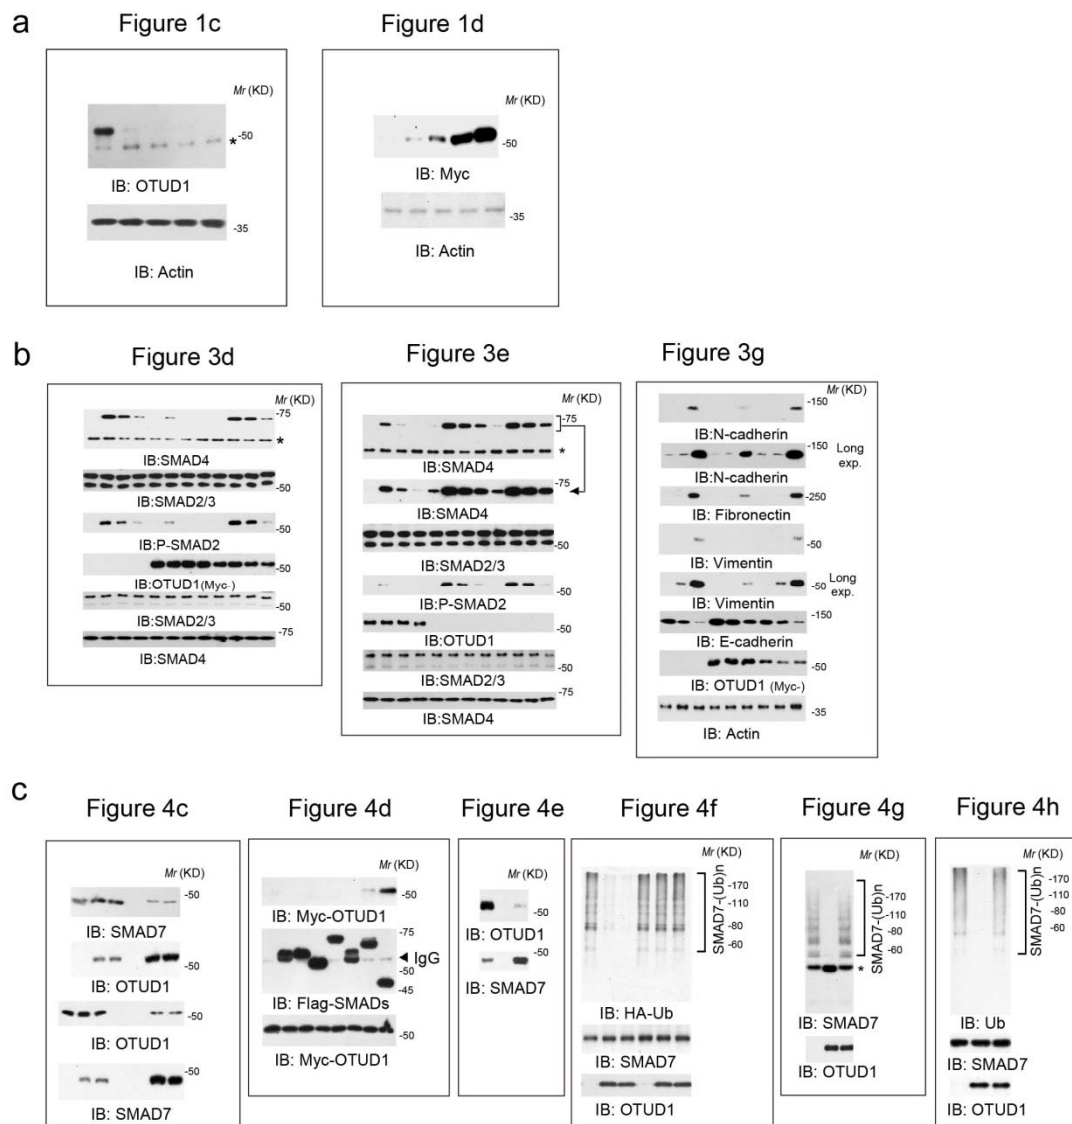 a
Figure 1c
Mr (KD)
-50
*
IB: OTUD1
-35
IB: Actin
Figure 1d
Mr (KD)
-50
IB: Myc
-35
IB: Actin
b
Figure 3d
Mr (KD)
-75
*
IB:SMAD4
-50
IB:SMAD2/3
-50
IB:P-SMAD2
-50
IB:OTUD1(Myc-)
-50
IB:SMAD2/3
-75
IB:SMAD4
Figure 3e
Mr (KD)
-75
*
IB:SMAD4
-75
IB:SMAD4
-50
IB:SMAD2/3
-50
IB:P-SMAD2
-50
IB:OTUD1
-50
IB:SMAD2/3
-75
IB:SMAD4
Figure 3g
Mr (KD)
-150
IB:N-cadherin
-150 Long
exp.
IB:N-cadherin
-250
IB: Fibronectin
-50
IB: Vimentin
-50 Long
exp.
IB: Vimentin
-150
IB: E-cadherin
-50
IB: OTUD1 (Myc-)
-35
IB: Actin
c
Figure 4c
Mr (KD)
-50
IB: SMAD7
-50
IB: OTUD1
-50
IB: OTUD1
-50
IB: SMAD7
Figure 4d
Mr (KD)
-50
IB: Myc-OTUD1
-75
IgG
-50
-45
IB: Flag-SMADs
-50
IB: Myc-OTUD1
Figure 4e
Mr (KD)
-50
IB: OTUD1
-50
IB: SMAD7
Figure 4f
Mr (KD)
-170
-110
-80
-60
SMAD7-(Ub)n
IB: HA-Ub
IB: SMAD7
IB: OTUD1
Figure 4g
Mr (KD)
-170
-110
-80
-60
SMAD7-(Ub)n
*
IB: SMAD7
IB: OTUD1
Figure 4h
Mr (KD)
-170
-110
-80
-60
SMAD7-(Ub)n
IB: Ub
IB: SMAD7
IB: OTUD1